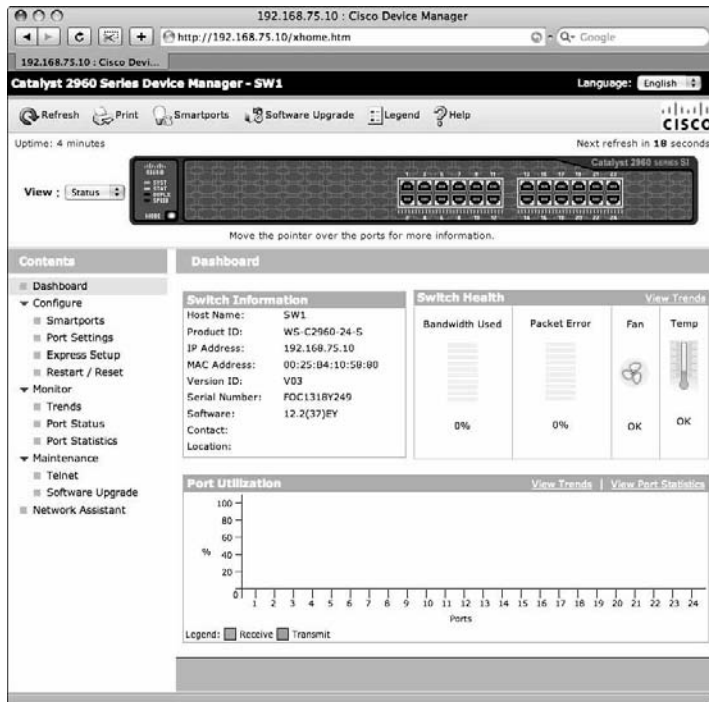 192.168.75.10 : Cisco Device Manager
http://192.168.75.10/xhome.htm
Google
192.168.75.10 : Cisco Devi...
Catalyst 2960 Series Device Manager - SW1
Language: English
Refresh Print Smartports Software Upgrade Legend Help
CISCO
Uptime: 4 minutes
Next refresh in 18 seconds
Catalyst 2960 SERIES SI
View : Status
SYST
STAT
DUPLX
SPEED
MODE
Move the pointer over the ports for more information.
Contents
Dashboard
Configure
Smartports
Port Settings
Express Setup
Restart / Reset
Monitor
Trends
Port Status
Port Statistics
Maintenance
Telnet
Software Upgrade
Network Assistant
Dashboard
Switch Information
Host Name: SW1
Product ID: WS-C2960-24-S
IP Address: 192.168.75.10
MAC Address: 00:25:B4:10:58:80
Version ID: V03
Serial Number: FOC1318Y249
Software: 12.2(37)EY
Contact:
Location:
Switch Health View Trends
Bandwidth Used Packet Error Fan Temp
0% 0% OK OK
Port Utilization View Trends | View Port Statistics
100
80
60
% 40
20
0
1 2 3 4 5 6 7 8 9 10 11 12 13 14 15 16 17 18 19 20 21 22 23 24
Ports
Legend: Receive Transmit